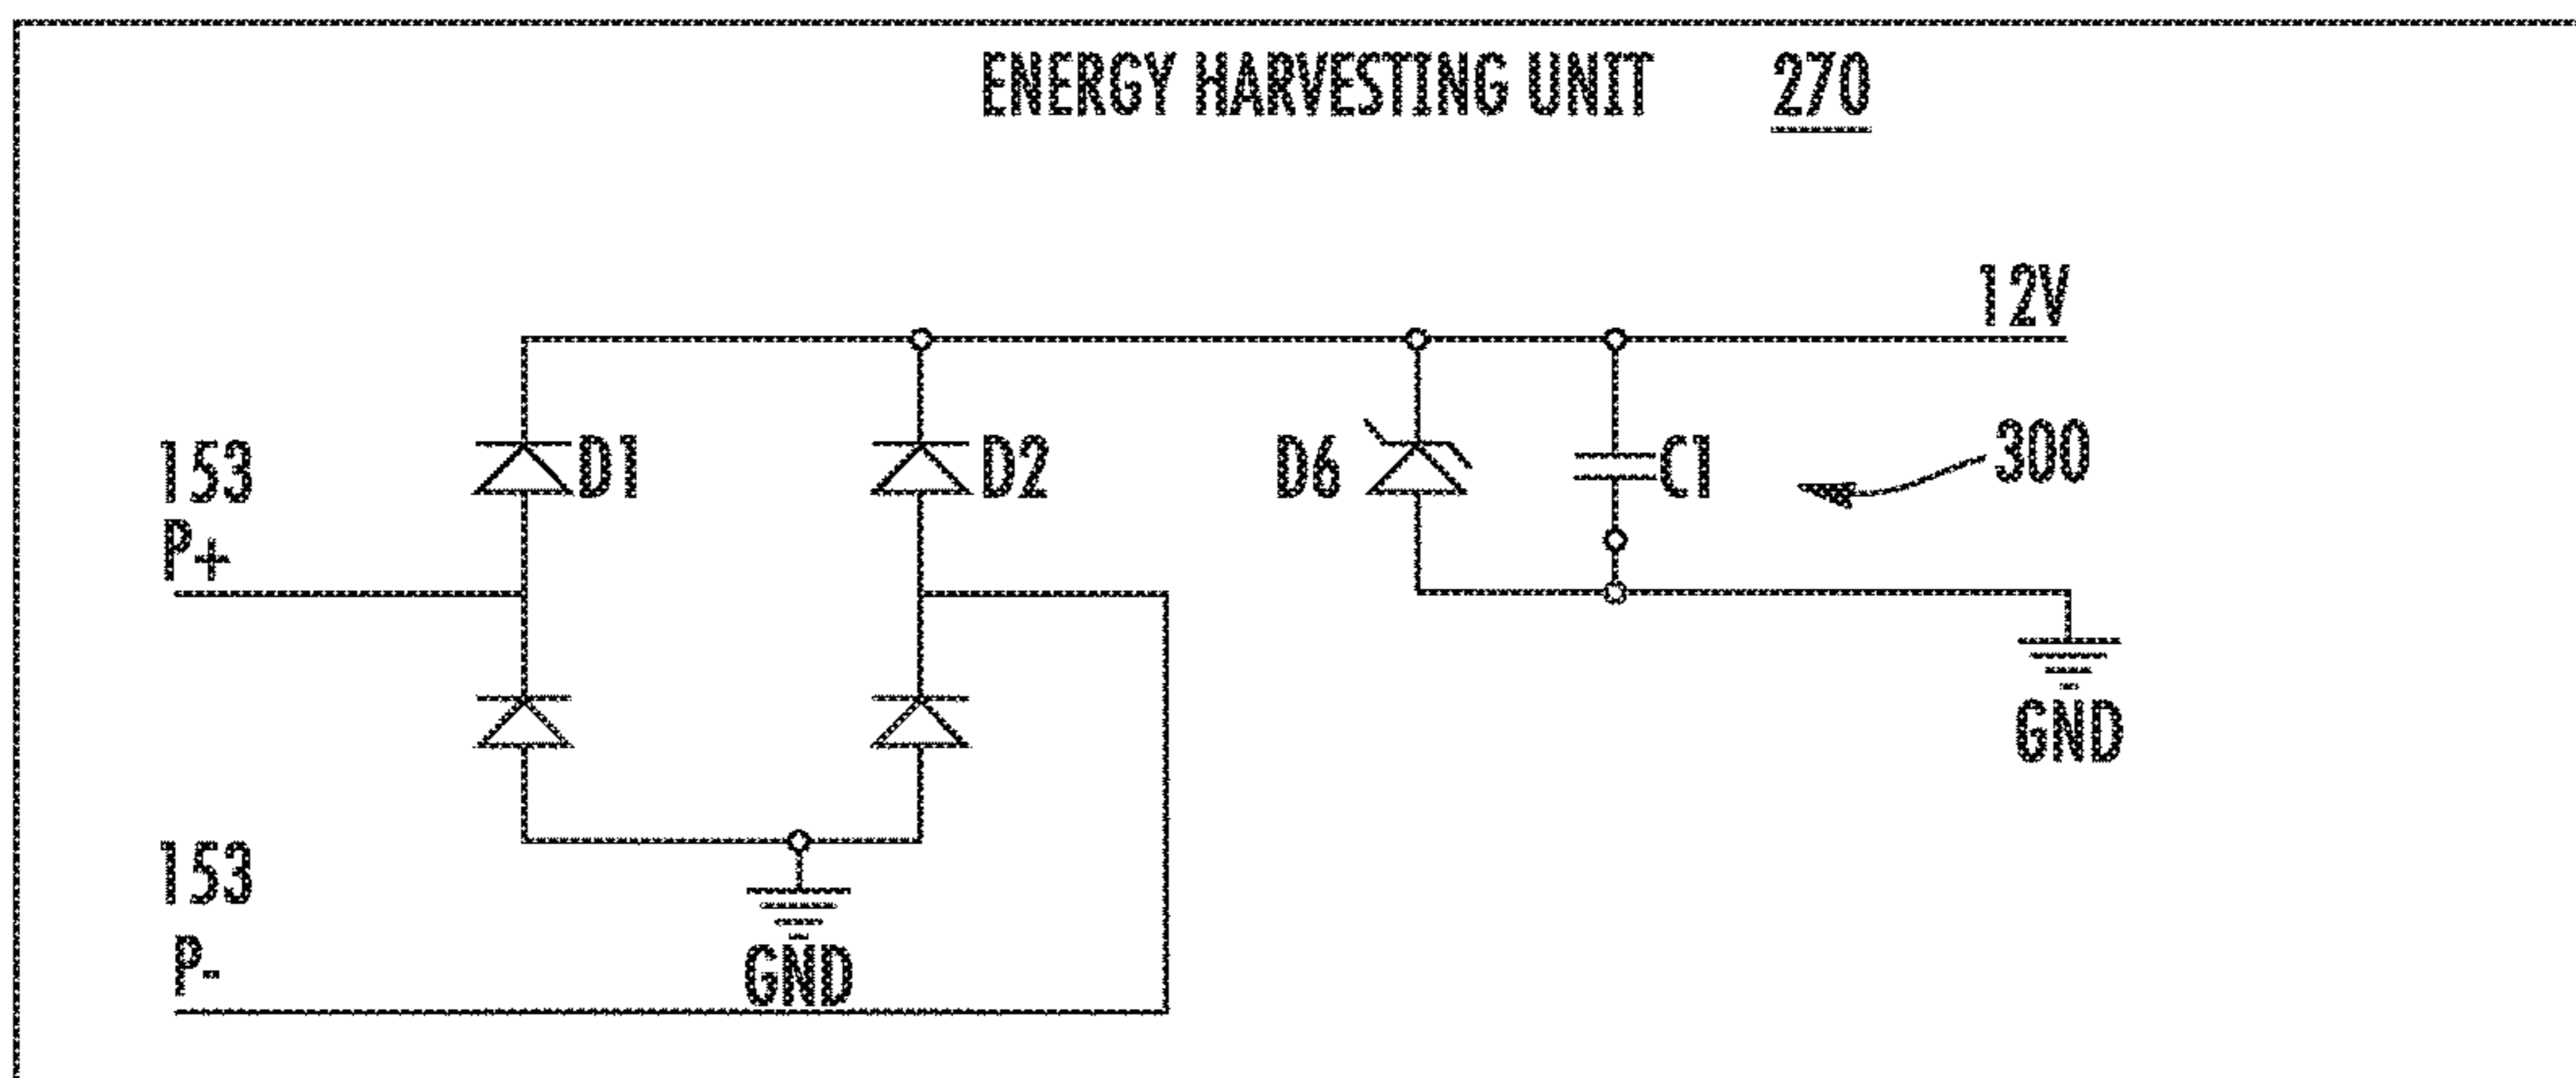 ENERGY HARVESTING UNIT 270
12V
153
P+
D1
D2
D6
C1
300
GND
153
P-
GND